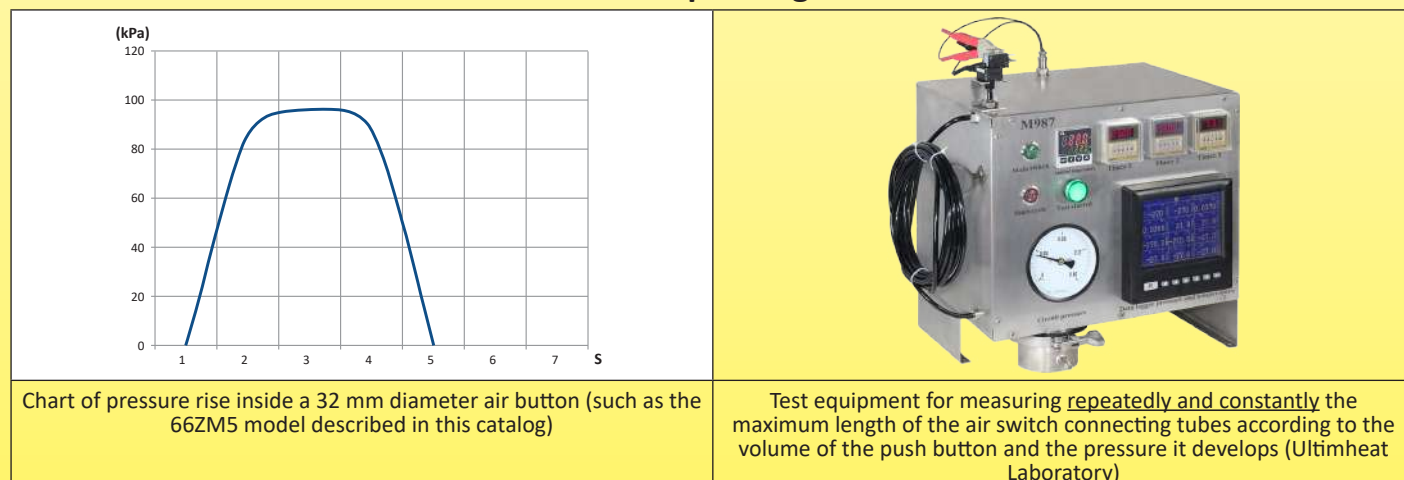 (kPa)
120
100
80
60
40
20
0
1 2 3 4 5 6 7 S
M987
Circuit pressure
Chart of pressure rise inside a 32 mm diameter air button (such as the
66ZM5 model described in this catalog)
Test equipment for measuring repeatedly and constantly the
maximum length of the air switch connecting tubes according to the
volume of the push button and the pressure it develops (Ultimheat
Laboratory)